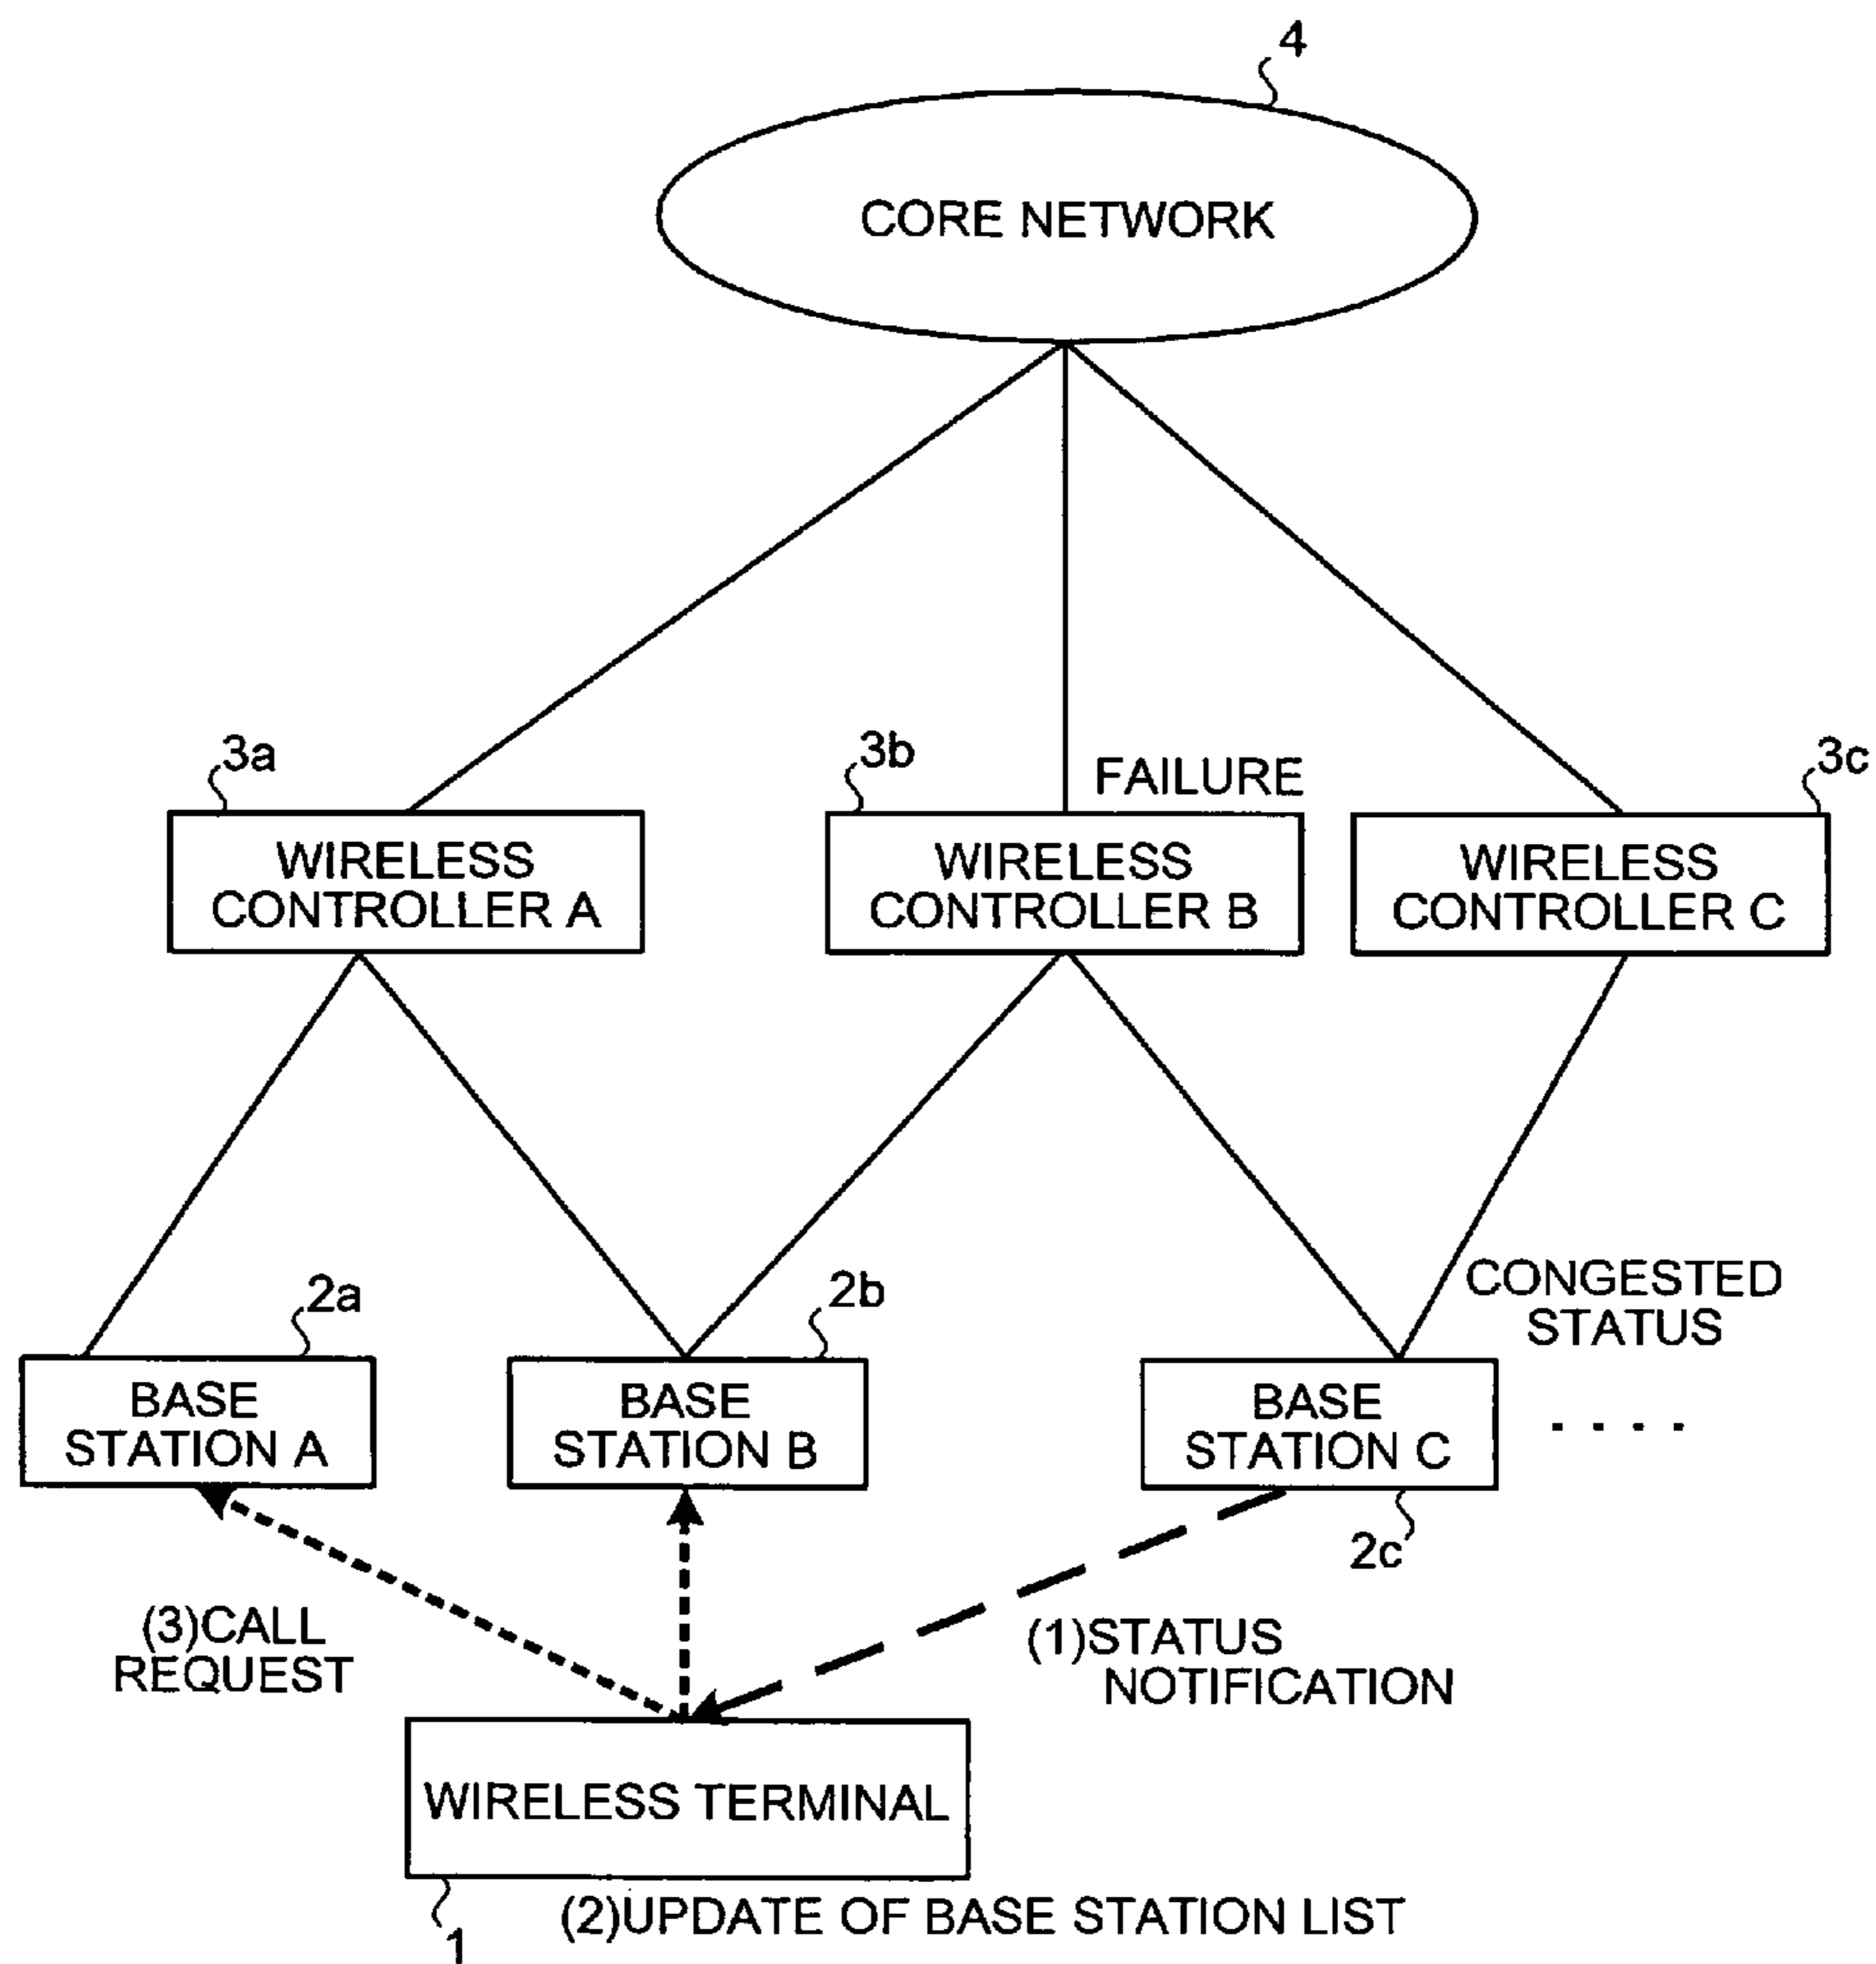 4
CORE NETWORK
3a
3b
FAILURE
3c
WIRELESS
CONTROLLER A
WIRELESS
CONTROLLER B
WIRELESS
CONTROLLER C
CONGESTED
STATUS
2a
2b
BASE
STATION A
BASE
STATION B
BASE
STATION C
. . . .
2c
(3)CALL
REQUEST
(1)STATUS
NOTIFICATION
WIRELESS TERMINAL
(2)UPDATE OF BASE STATION LIST
1